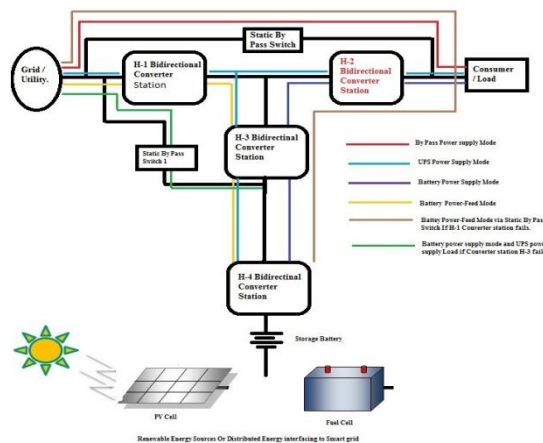 Static By
Pass Switch
Grid /
Utility.
H-1 Bidirectional
Converter
Station
H-2
Bidirectional
Converter
Station
Consumer
/ Load
H-3 Bidirectinal
Converter
Station
Static By Pass
Switch 1
By Pass Power supply Mode
UPS Power Supply Mode
Battery Power Supply Mode
Battery Power-Feed Mode
Battey Power-Feed Mode via Static By Pas
Switch If H-1 Converter station fails.
Battery power supply mode and UPS pow
supply Load if Converter station H-3 fail
H-4 Bidirectinal
Converter
Station
Storage Battery
PV Cell
Fuel Cell
Renewable Energy Sources Or Distributed Energy interfacing to Smart grid